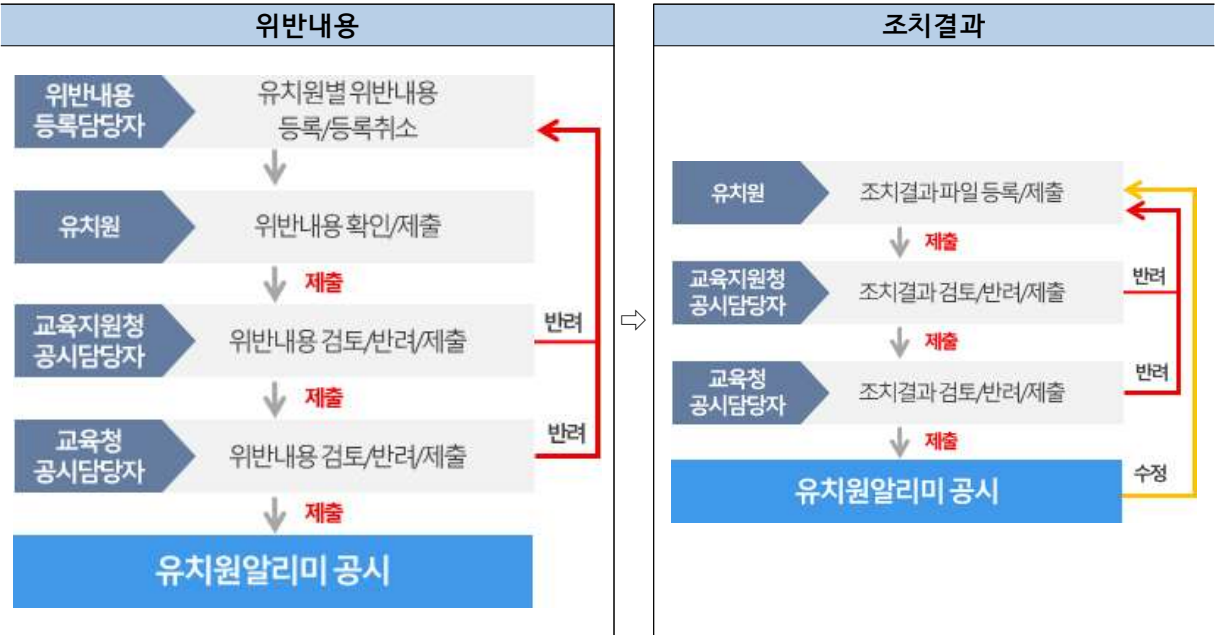 위반내용
위반내용
등록담당자
유치원별 위반내용
등록/등록취소
유치원
위반내용 확인/제출
제출
교육지원청
공시담당자
위반내용 검토/반려/제출
반려
제출
교육청
공시담당자
위반내용 검토/반려/제출
반려
제출
유치원알리미 공시
⇨
조치결과
유치원
조치결과파일 등록/제출
제출
교육지원청
공시담당자
조치결과 검토/반려/제출
반려
제출
교육청
공시담당자
조치결과 검토/반려/제출
반려
제출
유치원알리미 공시
수정